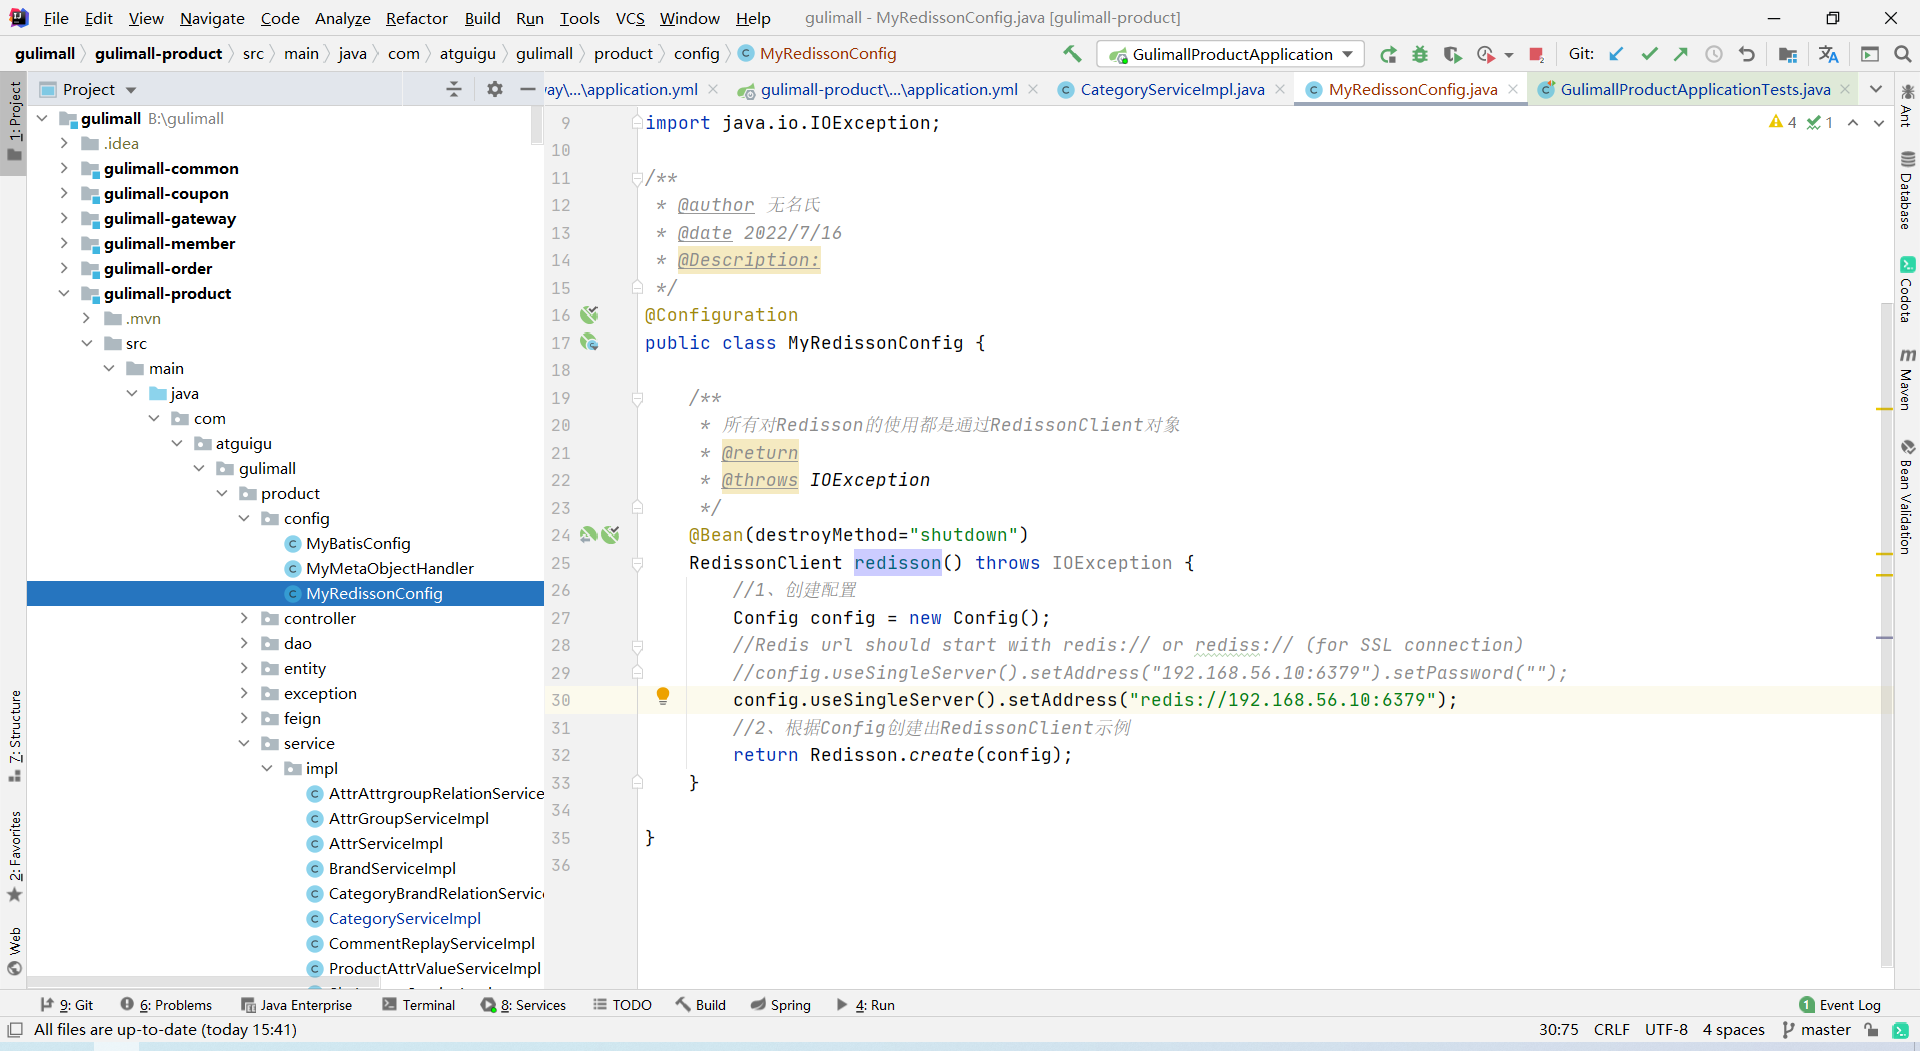 File Edit View Navigate Code Analyze Refactor Build Run Tools VCS Window Help gulimall - MyRedissonConfig.java [gulimall-product]
gulimall gulimall-product src main java com atguigu gulimall product config MyRedissonConfig GulimallProductApplication Git:
Project
way\...\application.yml gulimall-product\...\application.yml CategoryServiceImpl.java MyRedissonConfig.java GulimallProductApplicationTests.java
1: Project
7: Structure
2: Favorites
Web
gulimall B:\gulimall
.idea
gulimall-common
gulimall-coupon
gulimall-gateway
gulimall-member
gulimall-order
gulimall-product
.mvn
src
main
java
com
atguigu
gulimall
product
config
MyBatisConfig
MyMetaObjectHandler
MyRedissonConfig
controller
dao
entity
exception
feign
service
impl
AttrAttrgroupRelationService
AttrGroupServiceImpl
AttrServiceImpl
BrandServiceImpl
CategoryBrandRelationServic
CategoryServiceImpl
CommentReplayServiceImpl
ProductAttrValueServiceImpl
4 1
9 import java.io.IOException;
10
11 /**
12 * @author 无名氏
13 * @date 2022/7/16
14 * @Description:
15 */
16 @Configuration
17 public class MyRedissonConfig {
18
19 /**
20 * 所有对Redisson的使用都是通过RedissonClient对象
21 * @return
22 * @throws IOException
23 */
24 @Bean(destroyMethod="shutdown")
25 RedissonClient redisson() throws IOException {
26 //1、创建配置
27 Config config = new Config();
28 //Redis url should start with redis:// or rediss:// (for SSL connection)
29 //config.useSingleServer().setAddress("192.168.56.10:6379").setPassword("");
30 config.useSingleServer().setAddress("redis://192.168.56.10:6379");
31 //2、根据Config创建出RedissonClient示例
32 return Redisson.create(config);
33 }
34
35 }
36
Ant
Database
Codota
m Maven
Bean Validation
9: Git 6: Problems Java Enterprise Terminal 8: Services TODO Build Spring 4: Run 1 Event Log
All files are up-to-date (today 15:41) 30:75 CRLF UTF-8 4 spaces master